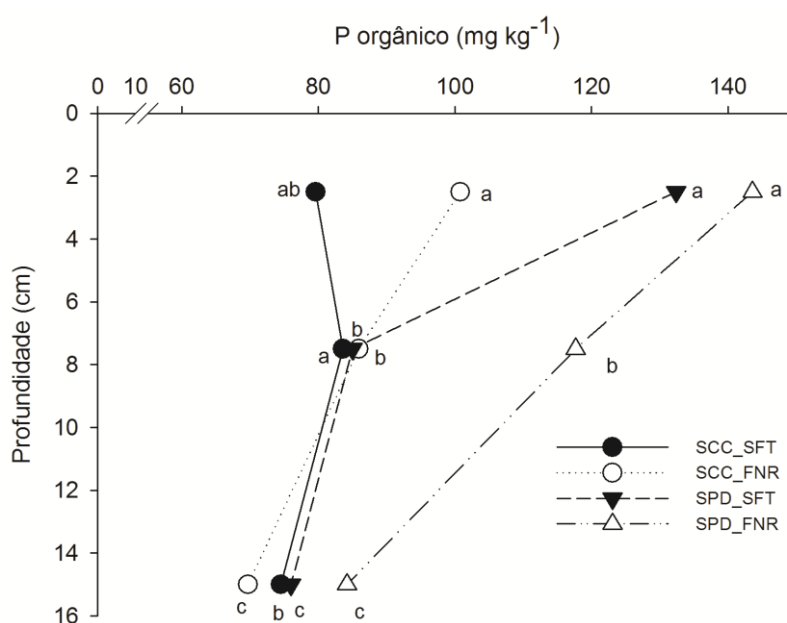 P orgânico (mg kg-1)
0 10 60 80 100 120 140
Profundidade (cm)
0
2
ab a a a
4
6
b
8
a b b
10
12
SCC_SFT
SCC_FNR
SPD_SFT
SPD_FNR
14
16
c b c c